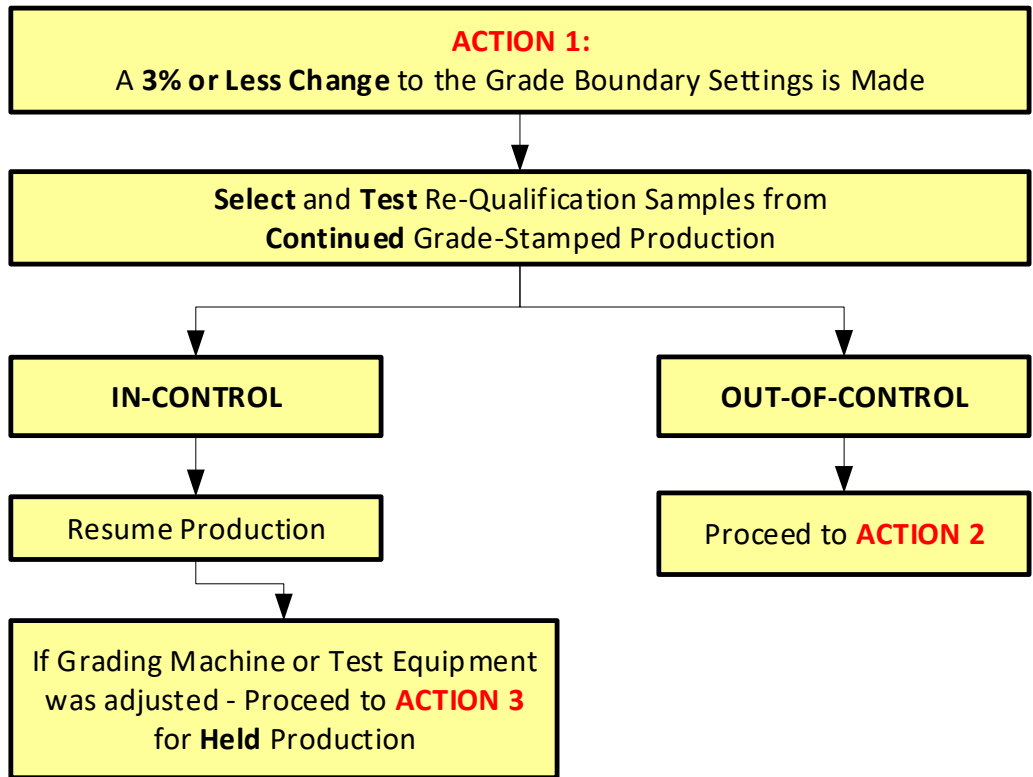 ACTION 1:
A 3% or Less Change to the Grade Boundary Settings is Made
Select and Test Re-Qualification Samples from
Continued Grade-Stamped Production
IN-CONTROL
OUT-OF-CONTROL
Resume Production
Proceed to ACTION 2
If Grading Machine or Test Equipment
was adjusted - Proceed to ACTION 3
for Held Production